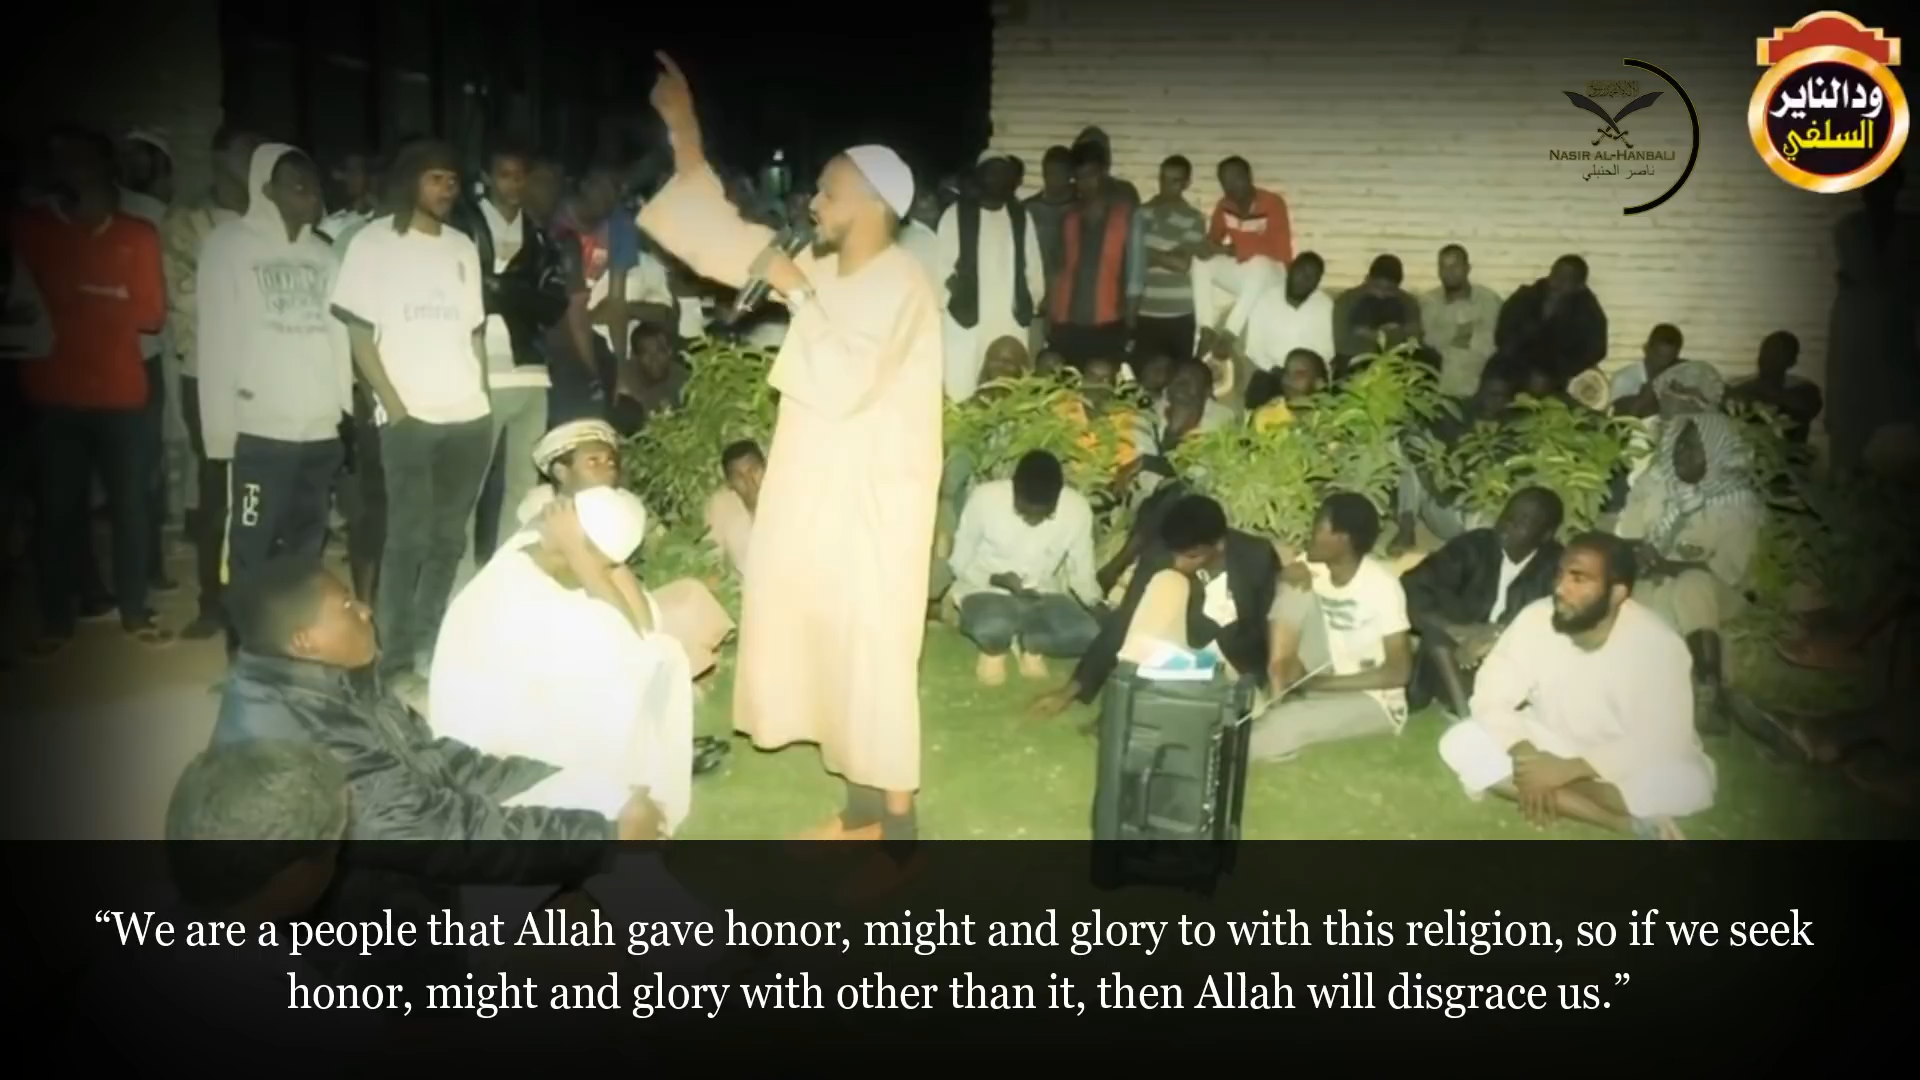 ودالناير
السلفي
NASIR AL-HANBALI
ناصر الحنبلي
Emirates
“We are a people that Allah gave honor, might and glory to with this religion, so if we seek
honor, might and glory with other than it, then Allah will disgrace us.”